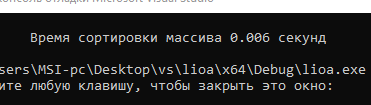 Время сортировки массива 0.006 секунд
sers\MSI-pc\Desktop\vs\lioa\x64\Debug\lioa.exe
ите любую клавишу, чтобы закрыть это окно: